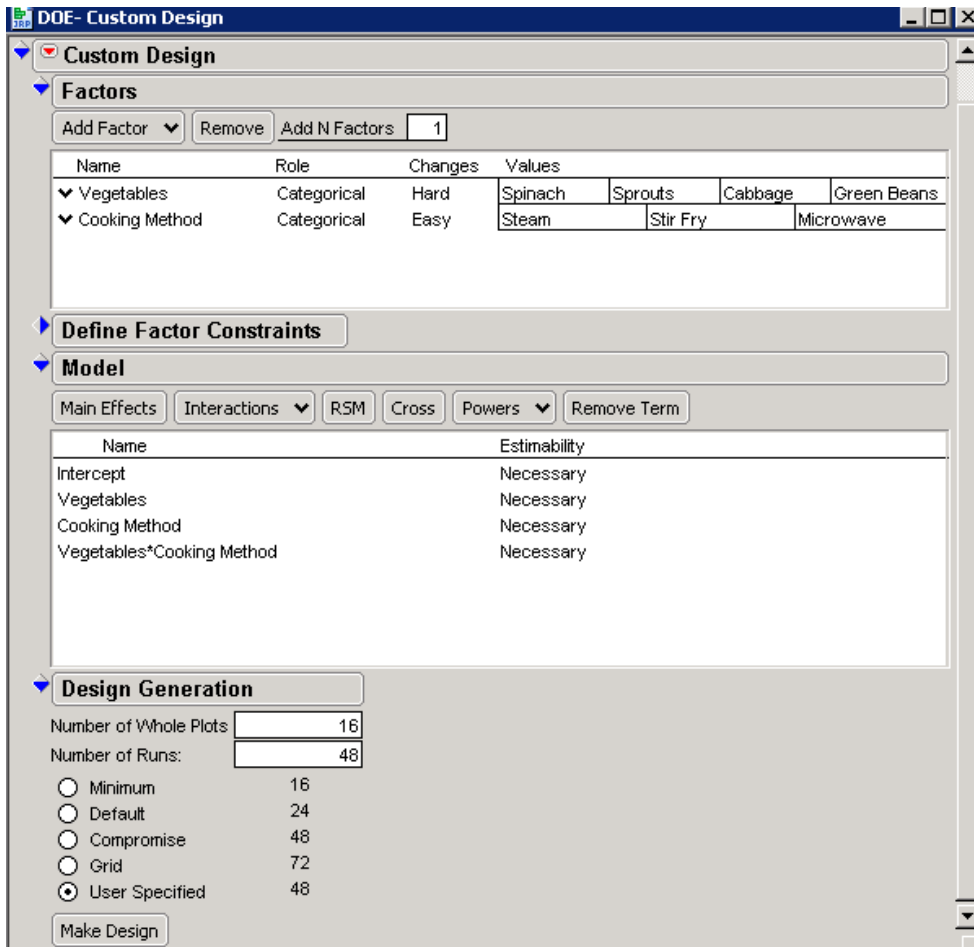 JRP DOE- Custom Design
Custom Design
Factors
Add Factor Remove Add N Factors 1
Name Role Changes Values
Vegetables Categorical Hard Spinach Sprouts Cabbage Green Beans
Cooking Method Categorical Easy Steam Stir Fry Microwave
Define Factor Constraints
Model
Main Effects Interactions RSM Cross Powers Remove Term
Name Estimability
Intercept Necessary
Vegetables Necessary
Cooking Method Necessary
Vegetables*Cooking Method Necessary
Design Generation
Number of Whole Plots 16
Number of Runs: 48
Minimum 16
Default 24
Compromise 48
Grid 72
User Specified 48
Make Design